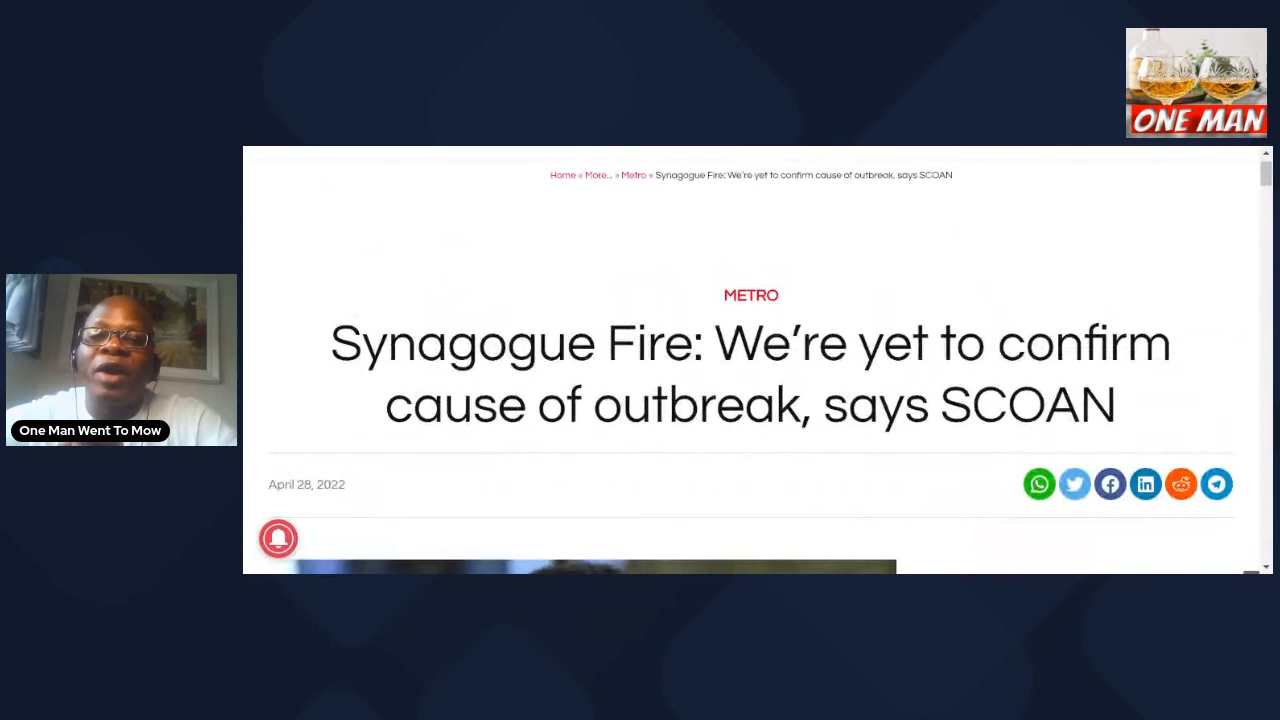 ONE MAN
Home » More... » Metro » Synagogue Fire: We're yet to confirm cause of outbreak, says SCOAN
METRO
Synagogue Fire: We're yet to confirm
cause of outbreak, says SCOAN
April 28, 2022
One Man Went To Mow